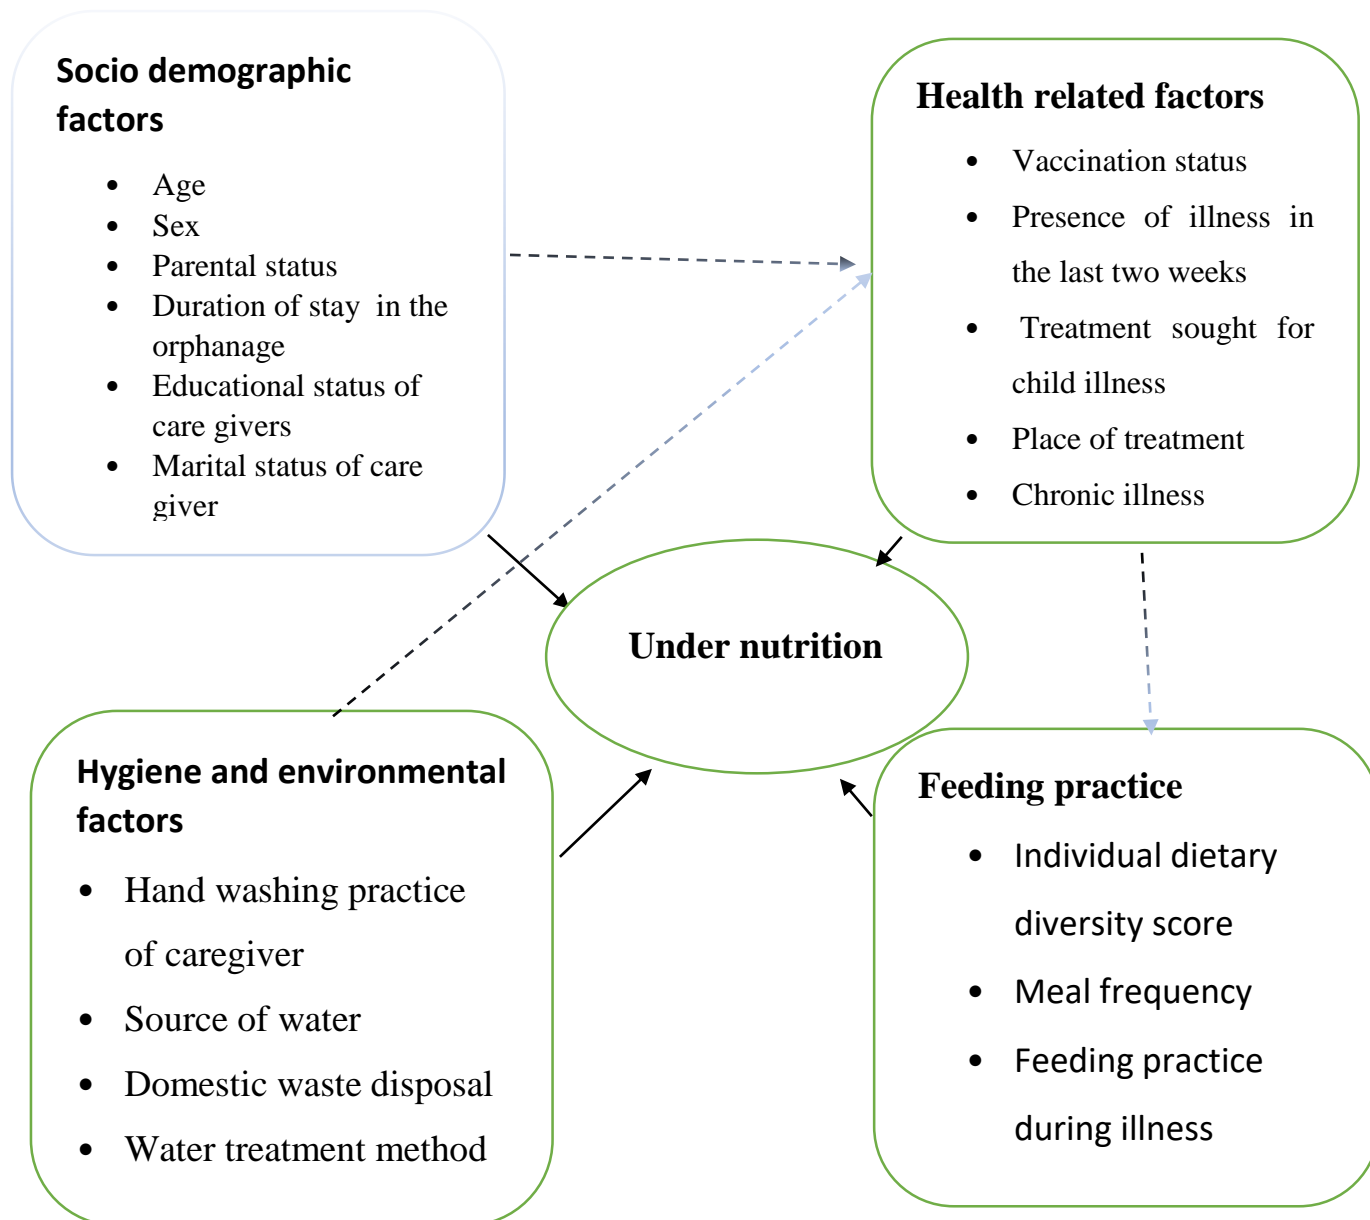 Socio demographic
factors
• Age
• Sex
• Parental status
• Duration of stay in the
orphanage
• Educational status of
care givers
• Marital status of care
giver
Health related factors
• Vaccination status
• Presence of illness in
the last two weeks
• Treatment sought for
child illness
• Place of treatment
• Chronic illness
Under nutrition
Hygiene and environmental
factors
• Hand washing practice
of caregiver
• Source of water
• Domestic waste disposal
• Water treatment method
Feeding practice
• Individual dietary
diversity score
• Meal frequency
• Feeding practice
during illness